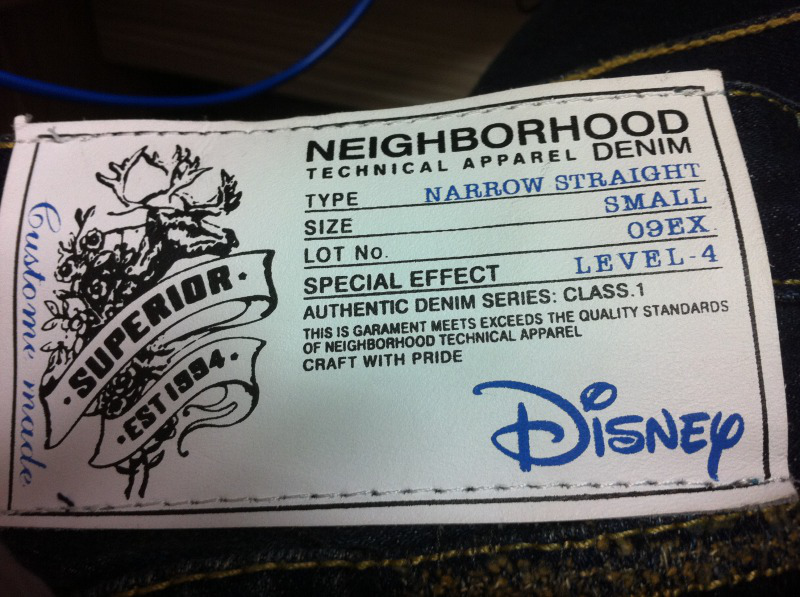 NEIGHBORHOOD
TECHNICAL APPAREL DENIM
TYPE NARROW STRAIGHT
SIZE SMALL
LOT No. 09EX
SPECIAL EFFECT LEVEL-4
AUTHENTIC DENIM SERIES: CLASS.1
THIS IS GARAMENT MEETS EXCEEDS THE QUALITY STANDARDS
OF NEIGHBORHOOD TECHNICAL APPAREL
CRAFT WITH PRIDE
Disney
Custome made
·SUPERIOR·
·EST1994·